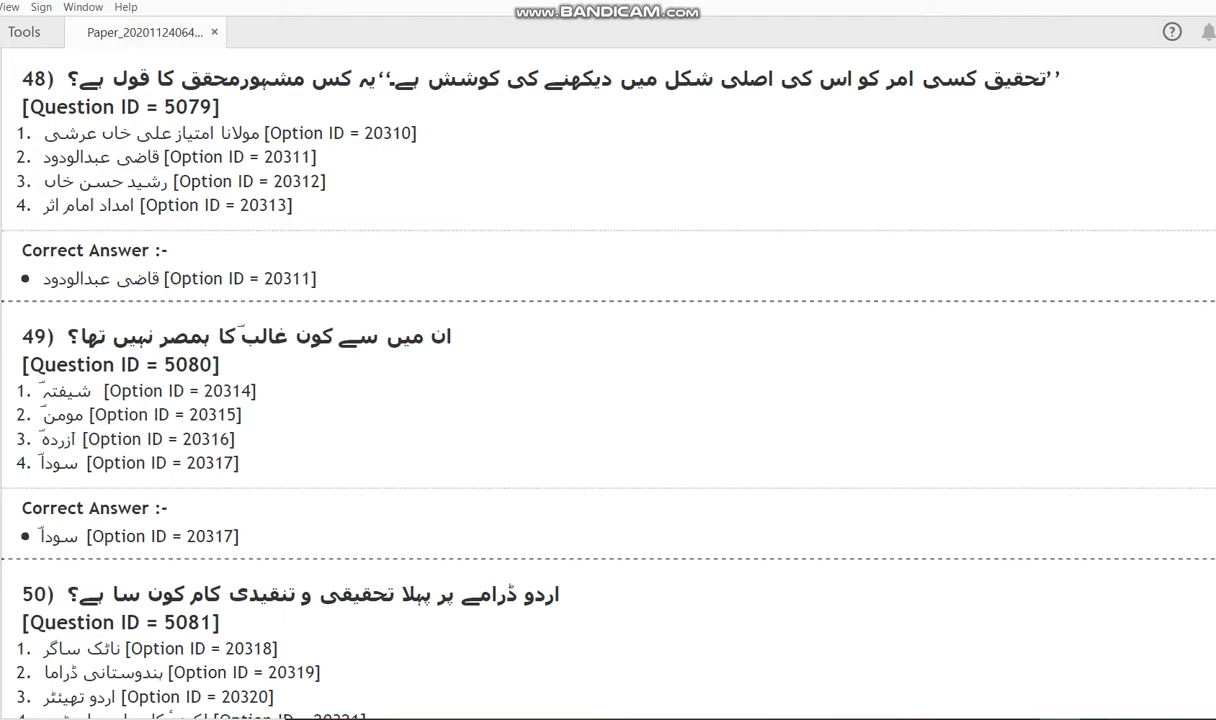 View Sign Window Help
www.BANDICAM.com
Tools Paper_20201124064... ×
48) ’’تحقیق کسی امر کو اس کی اصلی شکل میں دیکھنے کی کوشش ہے۔‘‘یہ کس مشہورمحقق کا قول ہے؟
[Question ID = 5079]
1. مولانا امتیاز علی خاں عرشی [Option ID = 20310]
2. قاضی عبدالودود [Option ID = 20311]
3. رشید حسن خاں [Option ID = 20312]
4. امداد امام اثر [Option ID = 20313]
Correct Answer :-
• قاضی عبدالودود [Option ID = 20311]
49) ان میں سے کون غالبؔ کا ہمصر نہیں تھا؟
[Question ID = 5080]
1. شیفتہؔ [Option ID = 20314]
2. مومنؔ [Option ID = 20315]
3. آزردہؔ [Option ID = 20316]
4. سوداؔ [Option ID = 20317]
Correct Answer :-
• سوداؔ [Option ID = 20317]
50) اردو ڈرامے پر پہلا تحقیقی و تنقیدی کام کون سا ہے؟
[Question ID = 5081]
1. ناٹک ساگر [Option ID = 20318]
2. ہندوستانی ڈراما [Option ID = 20319]
3. اردو تھیئٹر [Option ID = 20320]